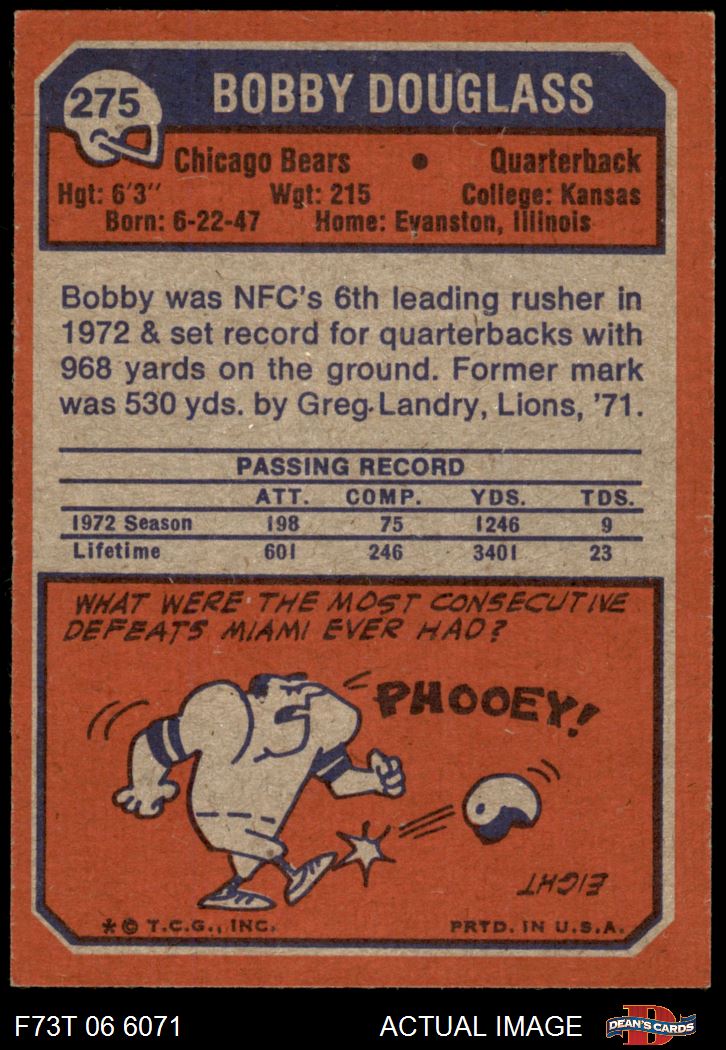 275
BOBBY DOUGLASS
Chicago Bears • Quarterback
Hgt: 6'3" Wgt: 215 College: Kansas
Born: 6-22-47 Home: Evanston, Illinois
Bobby was NFC's 6th leading rusher in
1972 & set record for quarterbacks with
968 yards on the ground. Former mark
was 530 yds. by Greg Landry, Lions, '71.
PASSING RECORD
ATT. COMP. YDS. TDS.
1972 Season 198 75 1246 9
Lifetime 601 246 3401 23
WHAT WERE THE MOST CONSECUTIVE
DEFEATS MIAMI EVER HAD?
PHOOEY!
EIGHT
*© T.C.G., INC. PRTD. IN U.S.A.
F73T 06 6071 ACTUAL IMAGE D DEAN'S CARDS